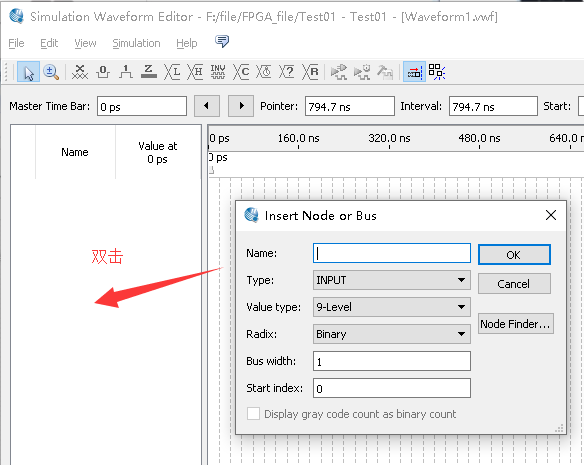 Simulation Waveform Editor - F:/file/FPGA_file/Test01 - Test01 - [Waveform1.vwf]
File Edit View Simulation Help
Master Time Bar: 0 ps Pointer: 794.7 ns Interval: 794.7 ns Start:
Name Value at 0 ps
0 ps 160.0 ns 320.0 ns 480.0 ns 640.0
0 ps
双击
Insert Node or Bus
Name:
OK
Type: INPUT
Cancel
Value type: 9-Level
Node Finder...
Radix: Binary
Bus width: 1
Start index: 0
Display gray code count as binary count